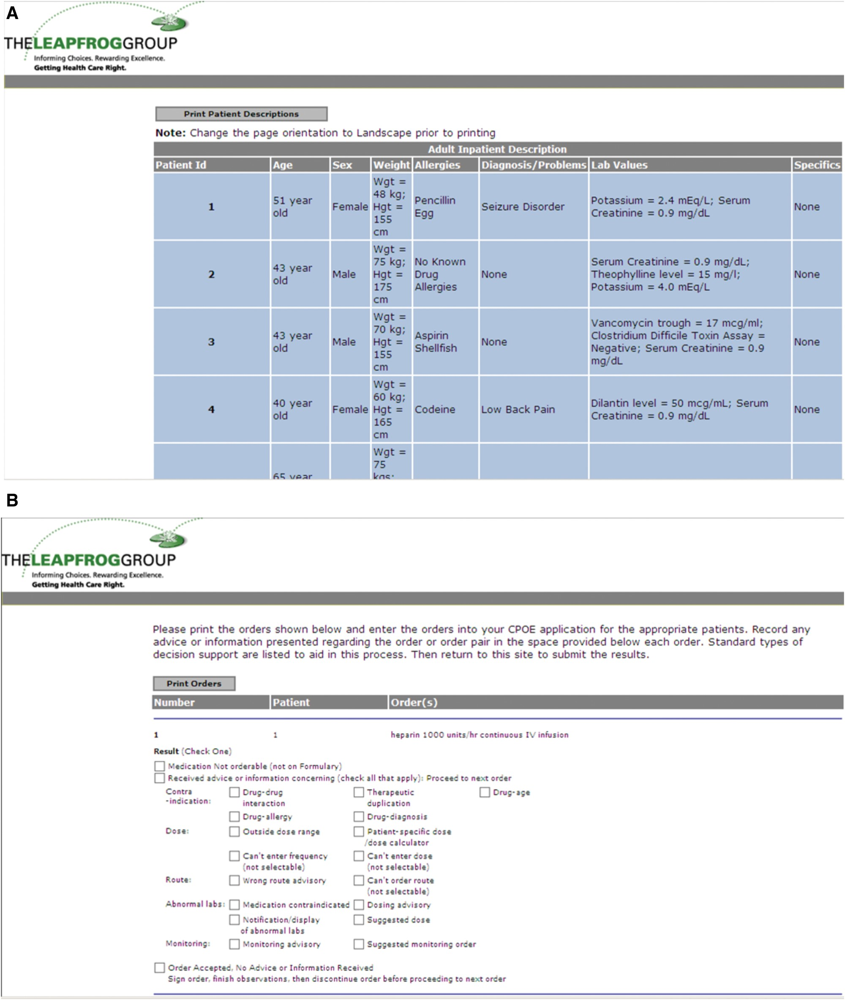 A
THELEAPFROGGROUP
Informing Choices. Rewarding Excellence.
Getting Health Care Right.
Print Patient Descriptions
Note: Change the page orientation to Landscape prior to printing
Adult Inpatient Description
Patient Id Age Sex Weight Allergies Diagnosis/Problems Lab Values Specifics
1
51 year
old
Female
Wgt =
48 kg;
Hgt =
155
cm
Pencillin
Egg
Seizure Disorder
Potassium = 2.4 mEq/L; Serum
Creatinine = 0.9 mg/dL
None
2
43 year
old
Male
Wgt =
75 kg;
Hgt =
175
cm
No Known
Drug
Allergies
None
Serum Creatinine = 0.9 mg/dL;
Theophylline level = 15 mg/l;
Potassium = 4.0 mEq/L
None
3
43 year
old
Male
Wgt =
70 kg;
Hgt =
155
cm
Aspirin
Shellfish
None
Vancomycin trough = 17 mcg/ml;
Clostridium Difficile Toxin Assay =
Negative; Serum Creatinine = 0.9
mg/dL
None
4
40 year
old
Female
Wgt =
60 kg;
Hgt =
165
cm
Codeine
Low Back Pain
Dilantin level = 50 mcg/mL; Serum
Creatinine = 0.9 mg/dL
None
65 year
Wgt =
75
kgs;
B
THELEAPFROGGROUP
Informing Choices. Rewarding Excellence.
Getting Health Care Right.
Please print the orders shown below and enter the orders into your CPOE application for the appropriate patients. Record any
advice or information presented regarding the order or order pair in the space provided below each order. Standard types of
decision support are listed to aid in this process. Then return to this site to submit the results.
Print Orders
Number Patient Order(s)
1 1 heparin 1000 units/hr continuous IV infusion
Result (Check One)
Medication Not orderable (not on Formulary)
Received advice or information concerning (check all that apply): Proceed to next order
Contra
-indication:
Drug-drug
interaction
Therapeutic
duplication
Drug-age
Drug-allergy
Drug-diagnosis
Dose:
Outside dose range
Patient-specific dose
/dose calculator
Can't enter frequency
(not selectable)
Can't enter dose
(not selectable)
Route:
Wrong route advisory
Can't order route
(not selectable)
Abnormal labs:
Medication contraindicated
Dosing advisory
Notification/display
of abnormal labs
Suggested dose
Monitoring:
Monitoring advisory
Suggested monitoring order
Order Accepted, No Advice or Information Received
Sign order, finish observations, then discontinue order before proceeding to next order